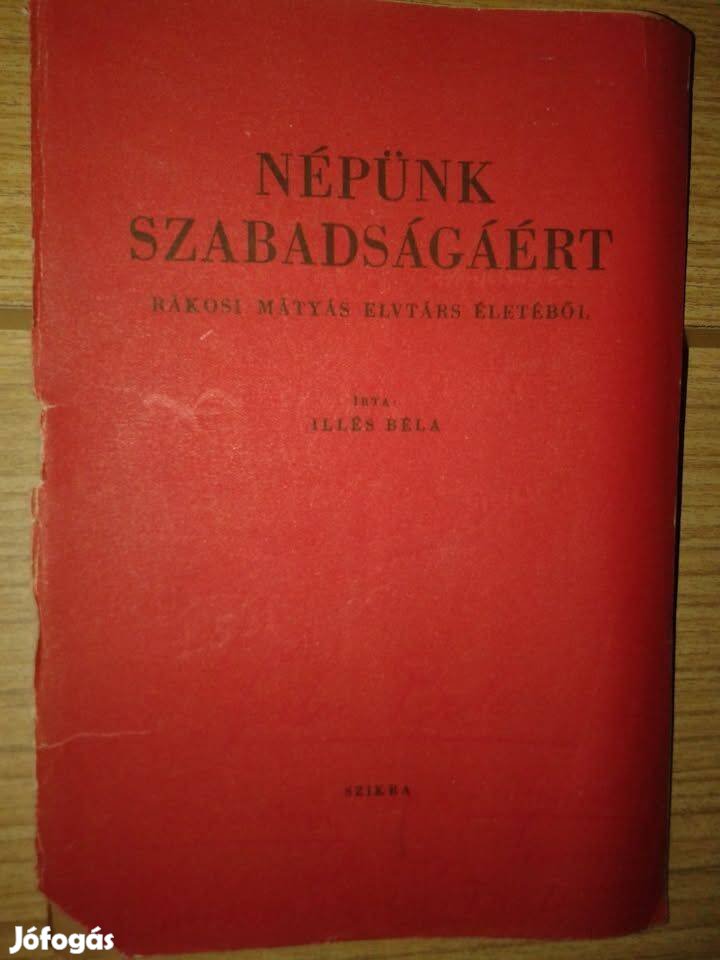 NÉPÜNK
SZABADSÁGÁÉRT
RÁKOSI MÁTYÁS ELVTÁRS ÉLETÉBŐL
ÍRTA:
ILLÉS BÉLA
SZIKRA
Jófogás